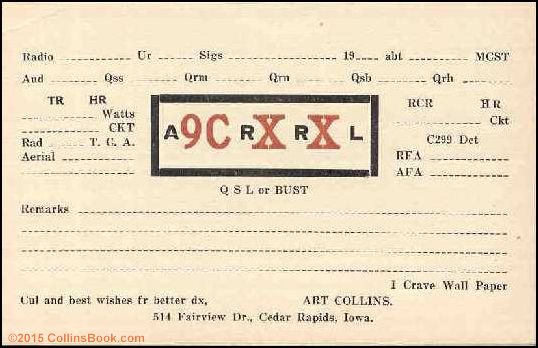 Radio Ur Sigs 19 abt MCST
And Qss Qrm Qrn Qsb Qrh
TR HR RCR HR
Watts Ckt
CKT C299 Det
Rad T. C. A. RFA
Aerial AFA
A9CRXRXL
Q S L or BUST
Remarks
I Crave Wall Paper
Cul and best wishes fr better dx, ART COLLINS.
514 Fairview Dr., Cedar Rapids, Iowa.
©2015 CollinsBook.com